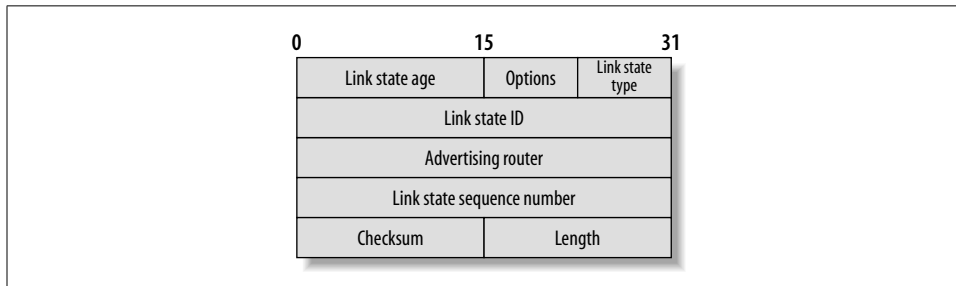 0 15 31
Link state age Options Link state
type
Link state ID
Advertising router
Link state sequence number
Checksum Length